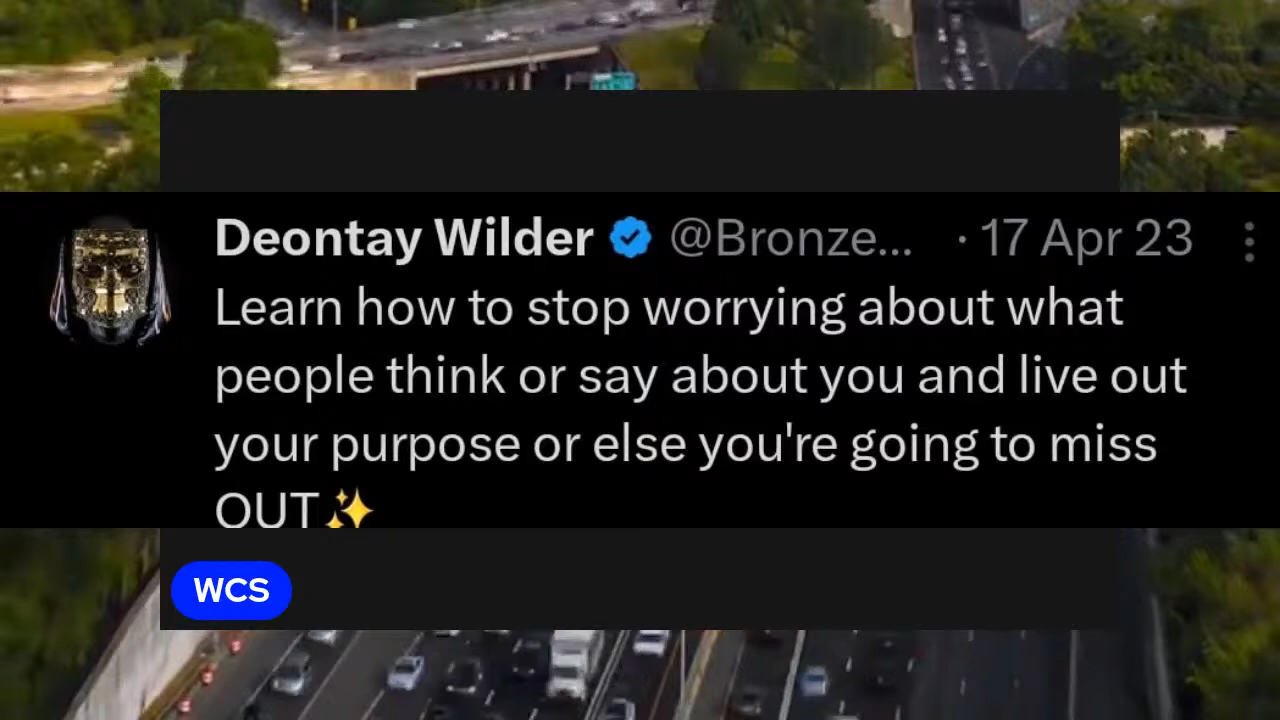 Deontay Wilder @Bronze... · 17 Apr 23
Learn how to stop worrying about what
people think or say about you and live out
your purpose or else you're going to miss
OUT✨
WCS